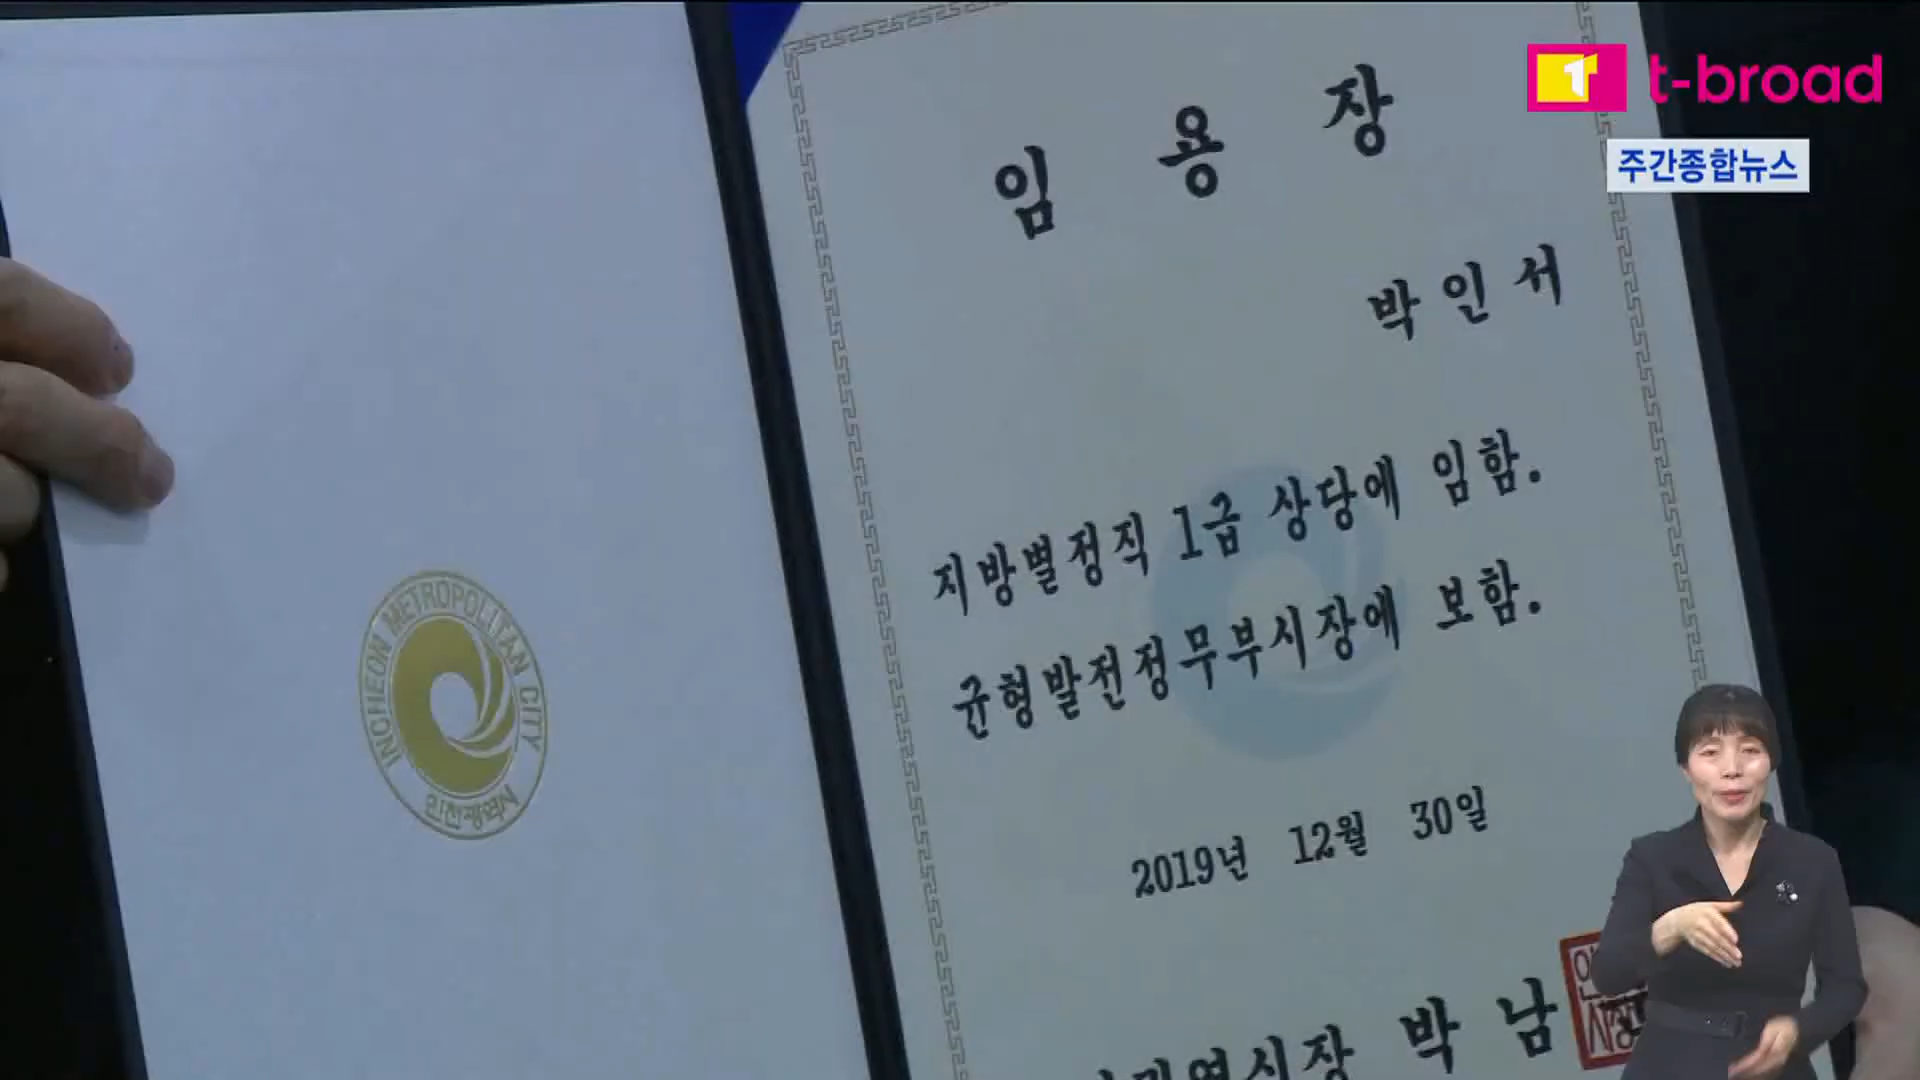 t-broad
주간종합뉴스
임 용 장
박 인 서
지방별정직 1급 상당에 임함.
균형발전정무부시장에 보함.
2019년 12월 30일
시장 박 남
INCHEON METROPOLITAN CITY
인천광역시